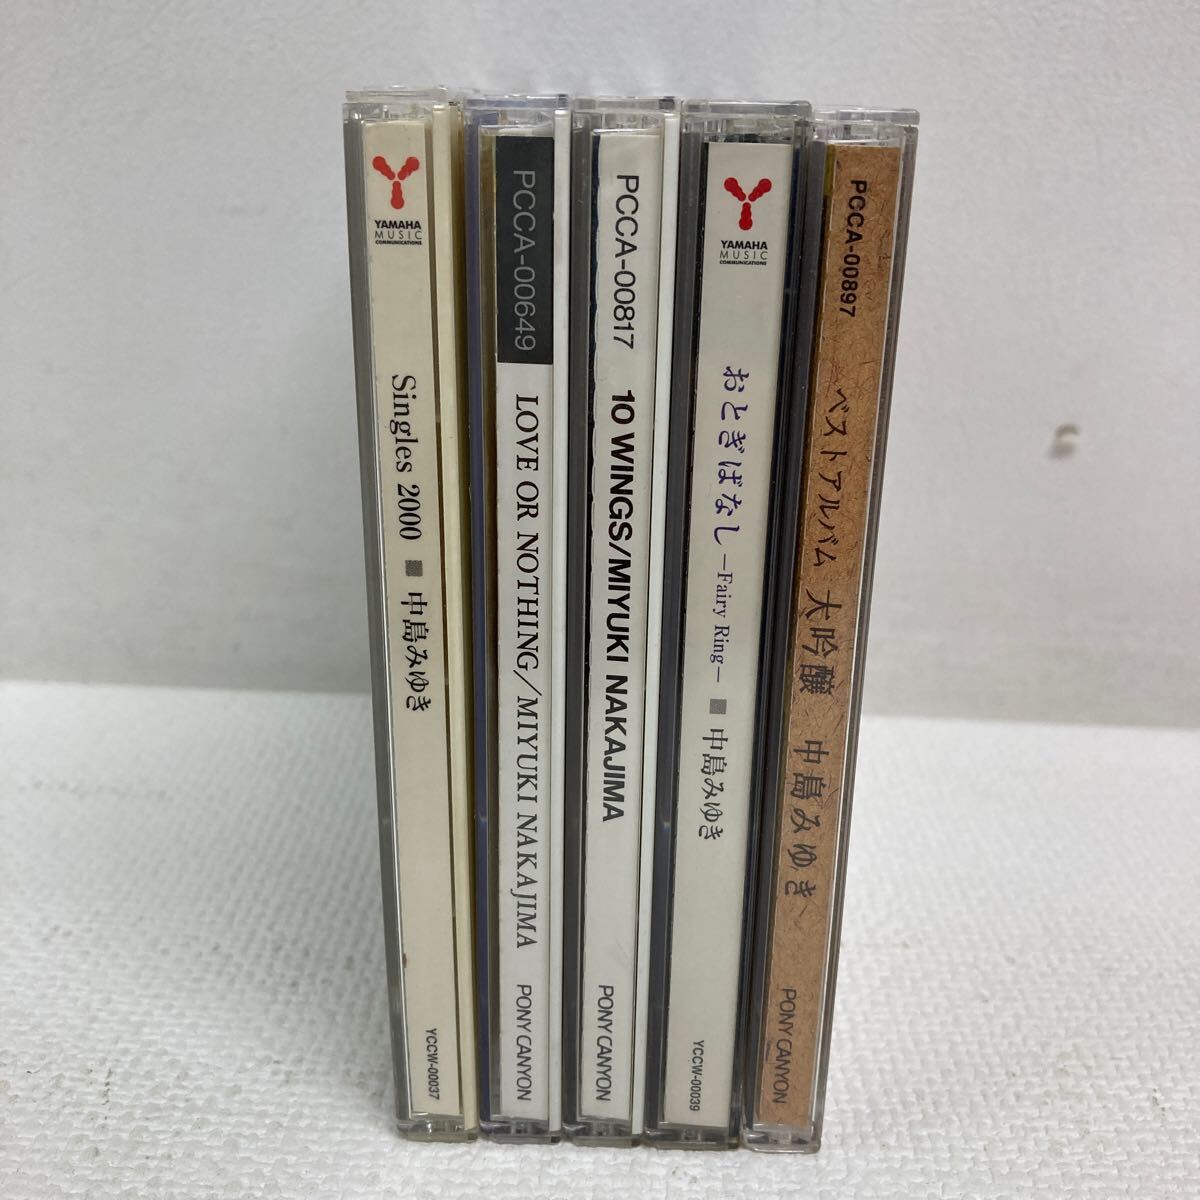 YAMAHA
MUSIC
COMMUNICATIONS
Singles 2000 ■ 中島みゆき
YCCW-00037
PCCA-00649
LOVE OR NOTHING/MIYUKI NAKAJIMA
PONY CANYON
PCCA-00817
10 WINGS/MIYUKI NAKAJIMA
PONY CANYON
YAMAHA
MUSIC
COMMUNICATIONS
おとぎばなし −Fairy Ring− ■ 中島みゆき
YCCW-00039
PCCA-00897
ベストアルバム 大吟醸 中島みゆき
PONY CANYON